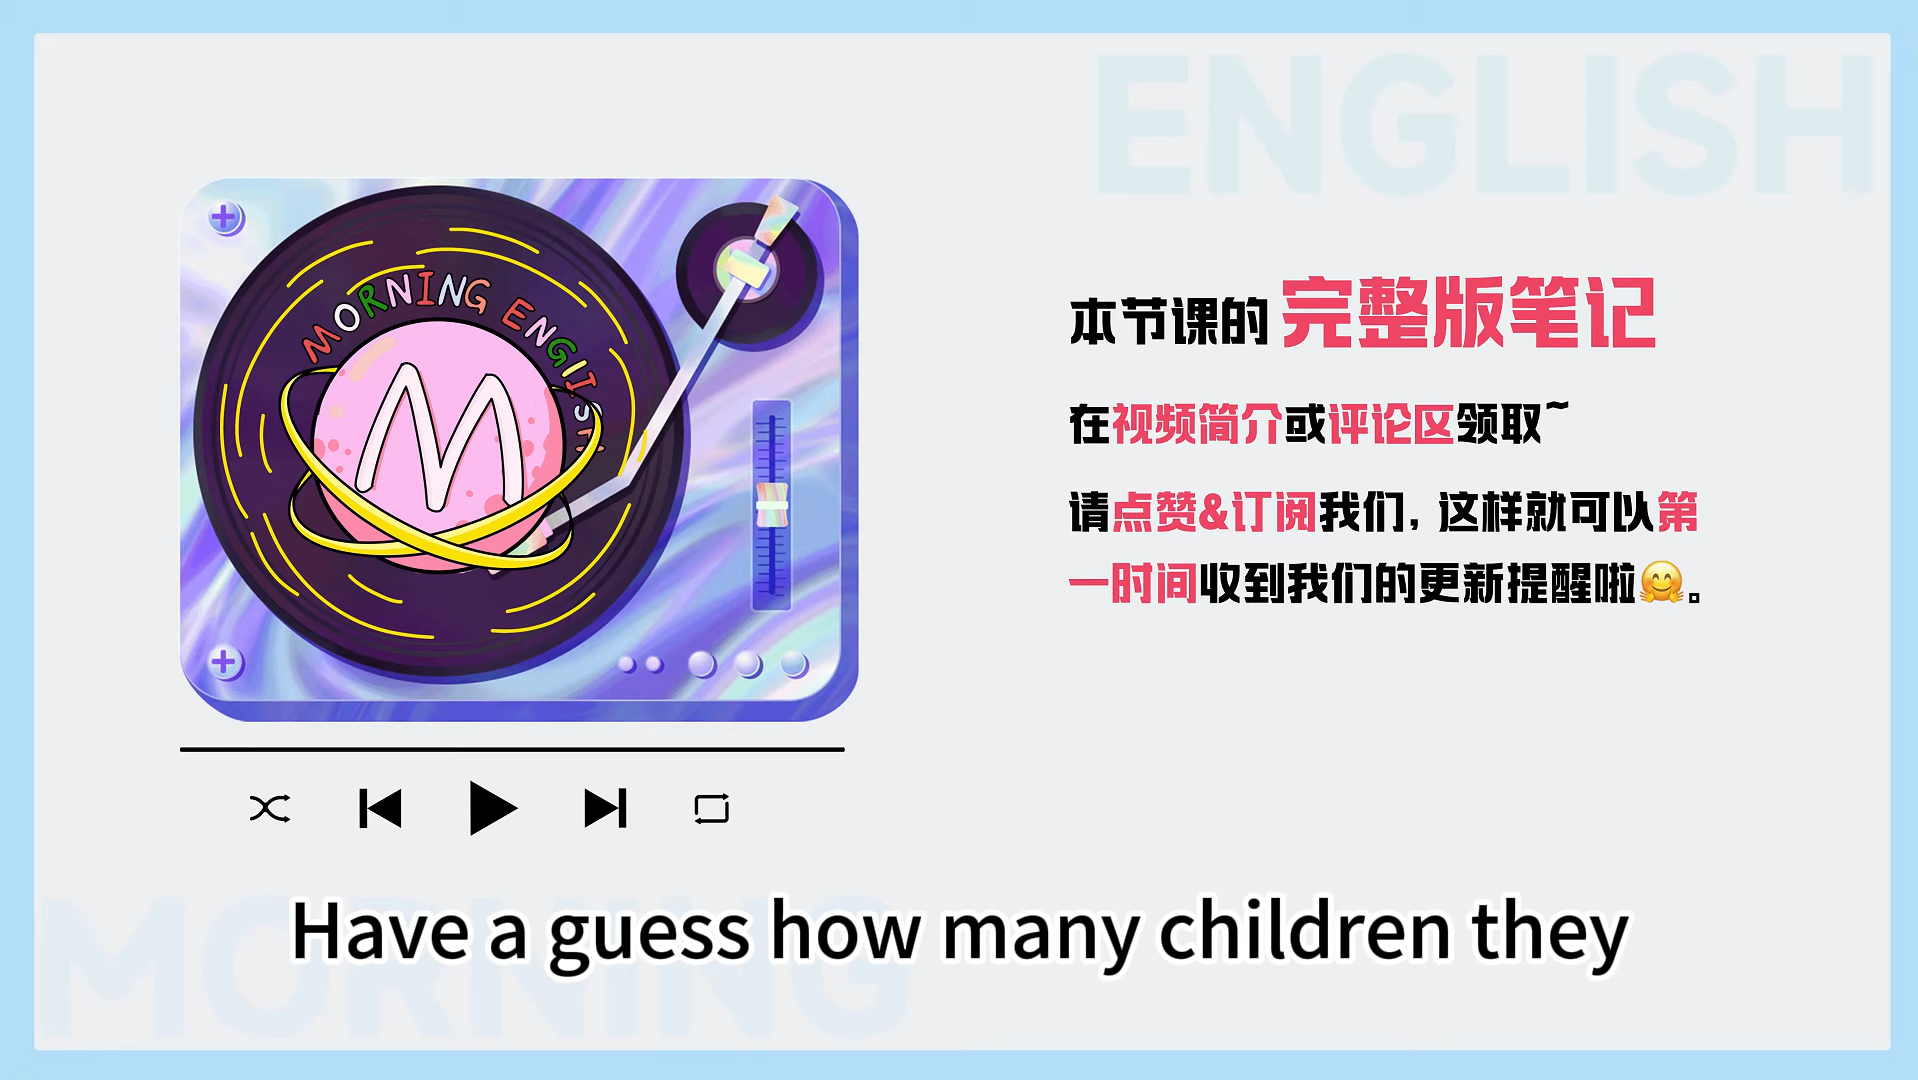 ENGLISH
MORNING ENGLISH
M
本节课的 完整版笔记
在视频简介或评论区领取~
请点赞&订阅我们, 这样就可以第
一时间收到我们的更新提醒啦🤗。
MORNING
Have a guess how many children they